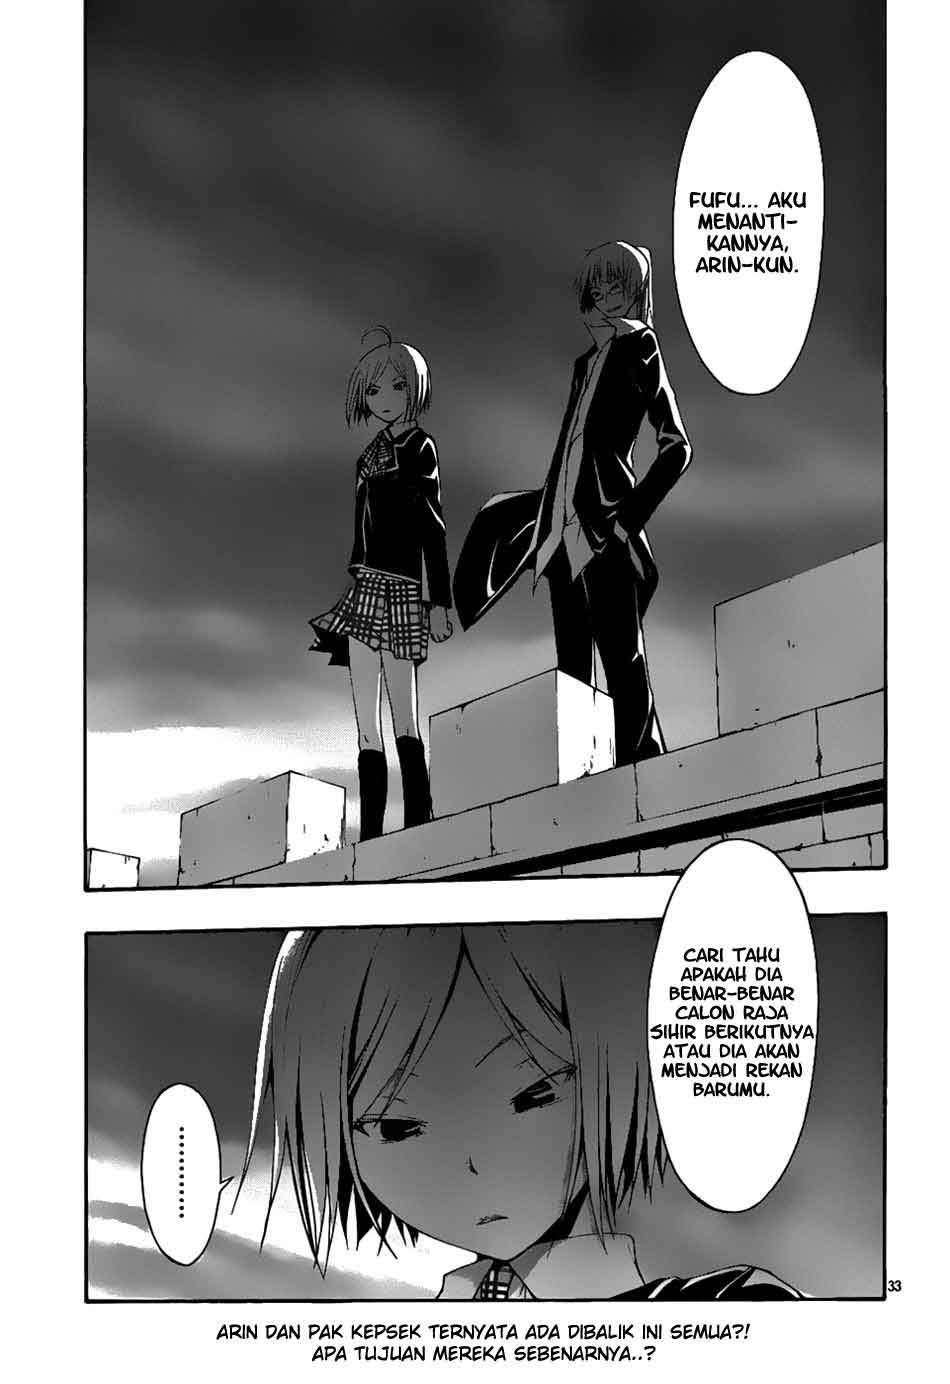 FUFU... AKU
MENANTI-
KANNYA,
ARIN-KUN.
CARI TAHU
APAKAH DIA
BENAR-BENAR
CALON RAJA
SIHIR BERIKUTNYA
ATAU DIA AKAN
MENJADI REKAN
BARUMU.
..........
33
ARIN DAN PAK KEPSEK TERNYATA ADA DIBALIK INI SEMUA?!
APA TUJUAN MEREKA SEBENARNYA..?